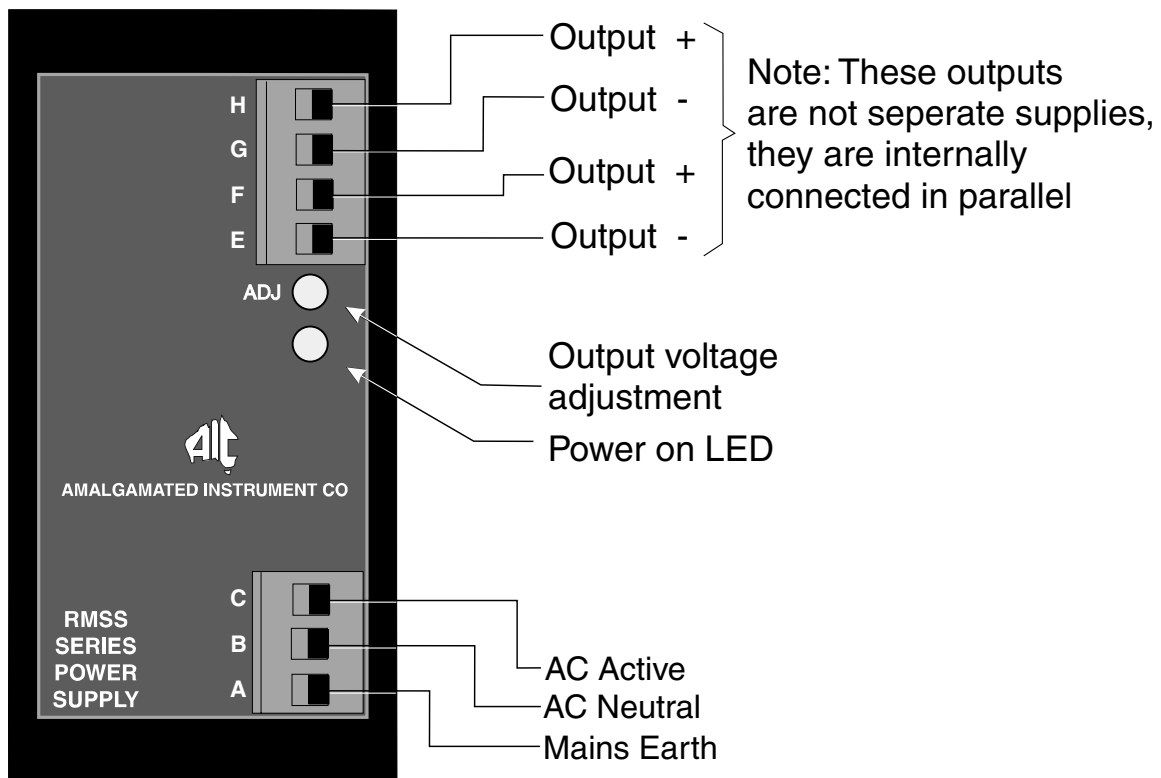 H
G
F
E
ADJ
AIC
AMALGAMATED INSTRUMENT CO
RMSS
SERIES
POWER
SUPPLY
C
B
A
Output +
Output -
Output +
Output -
Note: These outputs
are not seperate supplies,
they are internally
connected in parallel
Output voltage
adjustment
Power on LED
AC Active
AC Neutral
Mains Earth